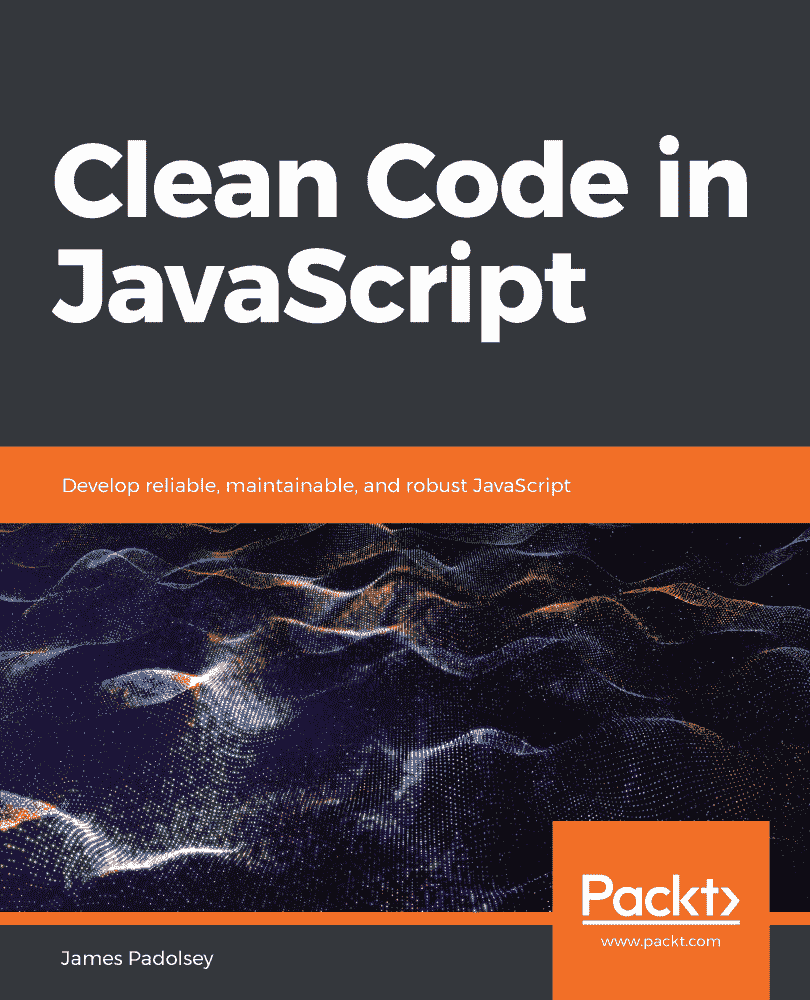 Clean Code in
JavaScript
Develop reliable, maintainable, and robust JavaScript
Packt>
www.packt.com
James Padolsey